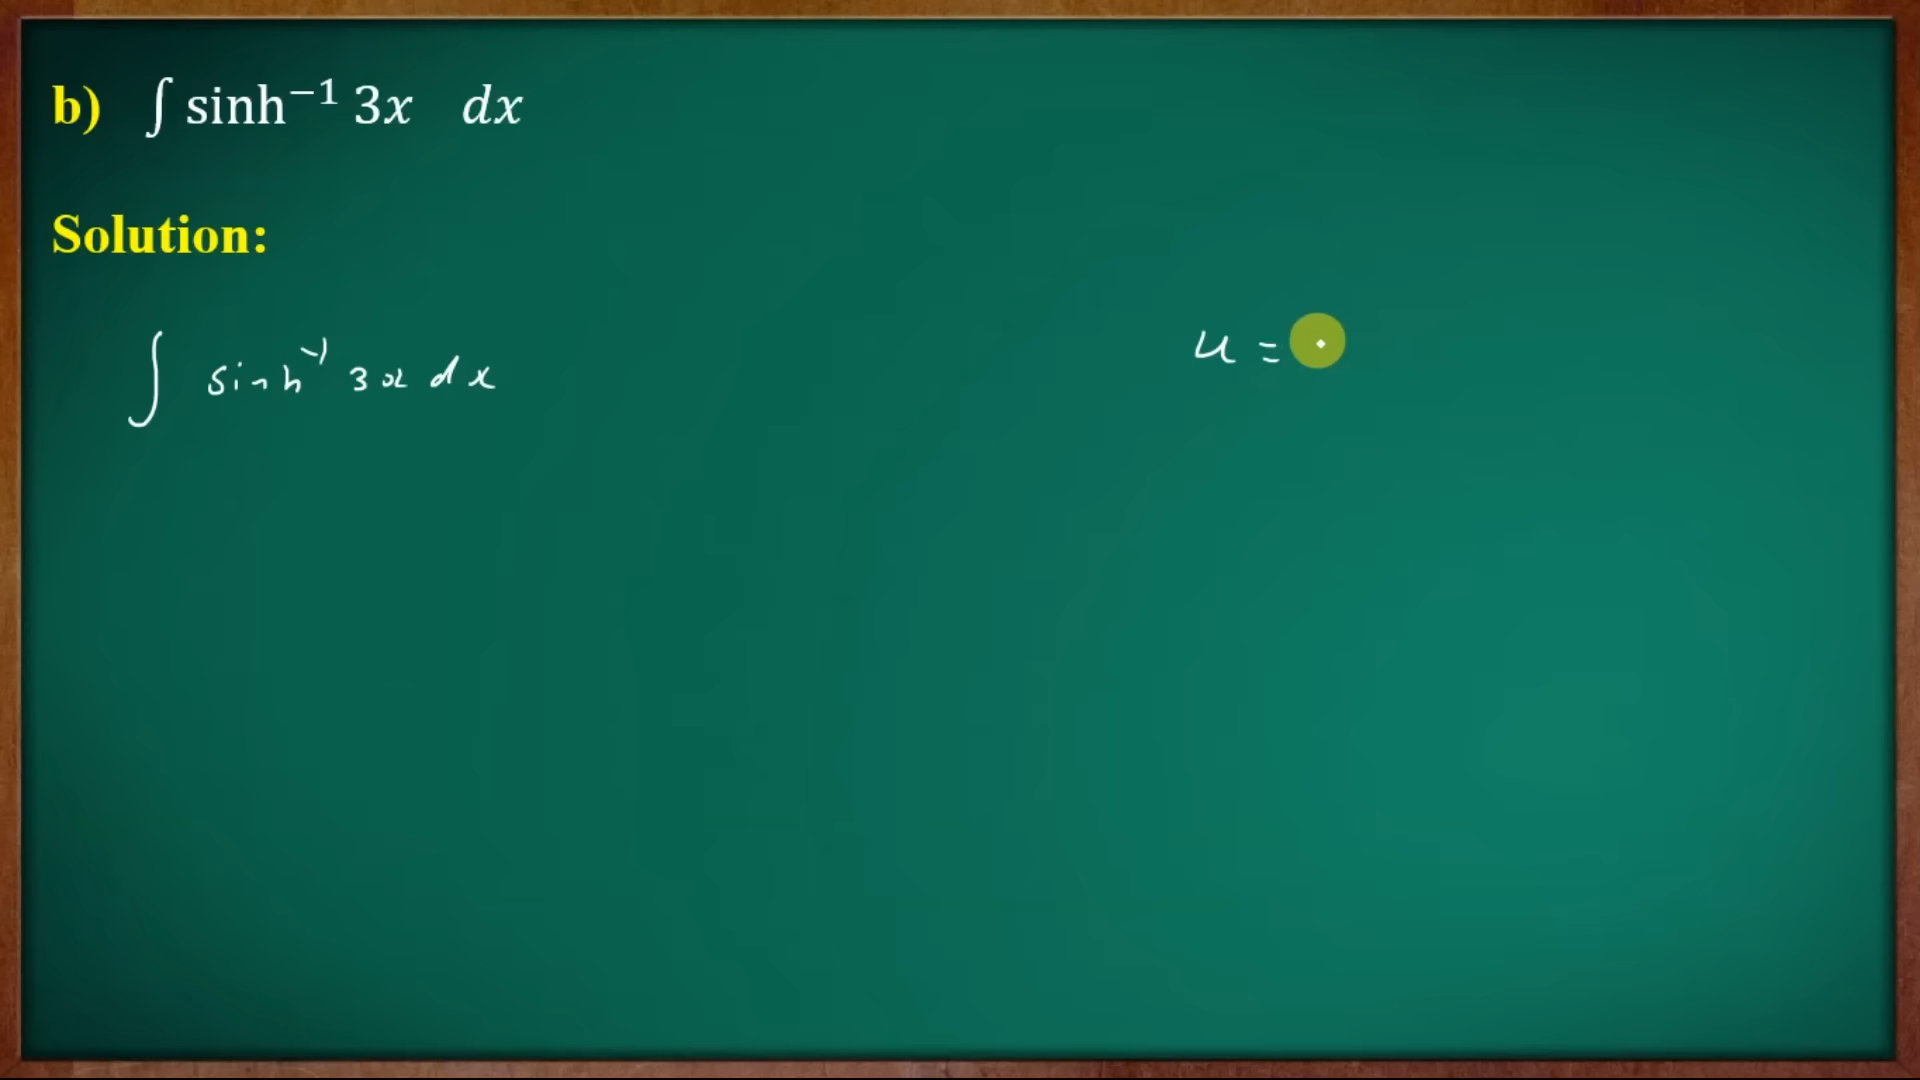 b) ∫ sinh⁻¹ 3x dx
Solution:
∫ sinh⁻¹ 3x dx
u =